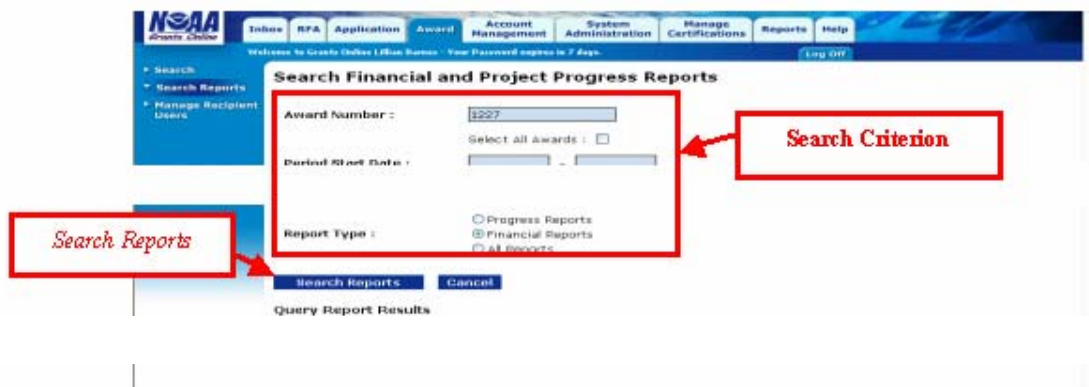 NOAA
Grants Online
Inbox RFA Application Award Account Management System Administration Manage Certifications Reports Help
Welcome to Grants Online Lillian Barnes - Your Password expires in 7 days.
Log Off
Search
Search Reports
Manage Recipient Users
Search Financial and Project Progress Reports
Award Number : 1227
Select All Awards :
Period Start Date : -
Search Criterion
Progress Reports
Report Type : Financial Reports
All Reports
Search Reports
Search Reports Cancel
Query Report Results